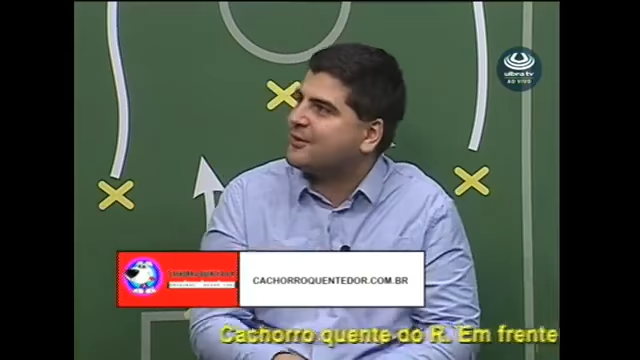 ulbra tv
AO VIVO
CACHORROQUENTEDOR.COM.BR
Cachorro quente do R. Em frente